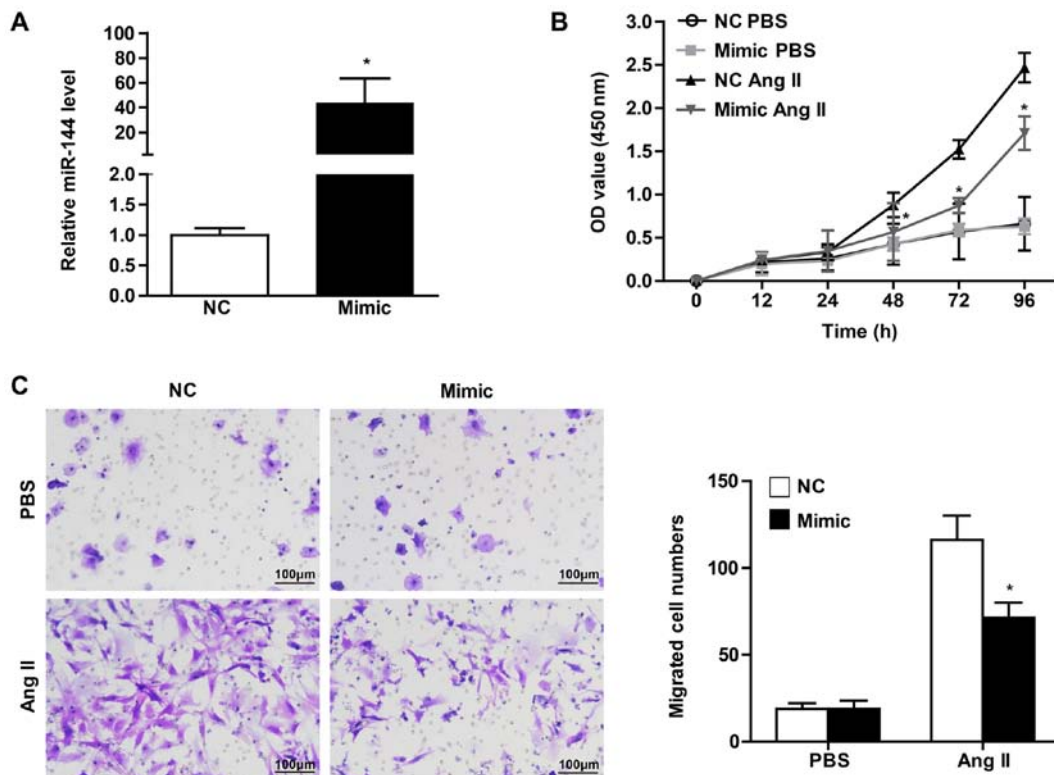 A
Relative miR-144 level
100
80
60
40
20
2.0
1.5
1.0
0.5
0.0
*
NC
Mimic
B
OD value (450 nm)
3.0
2.5
2.0
1.5
1.0
0.5
0.0
NC PBS
Mimic PBS
NC Ang II
Mimic Ang II
*
*
*
0 12 24 48 72 96
Time (h)
C
NC
Mimic
PBS
100μm
100μm
Ang II
100μm
100μm
Migrated cell numbers
150
100
50
0
NC
Mimic
*
PBS
Ang II